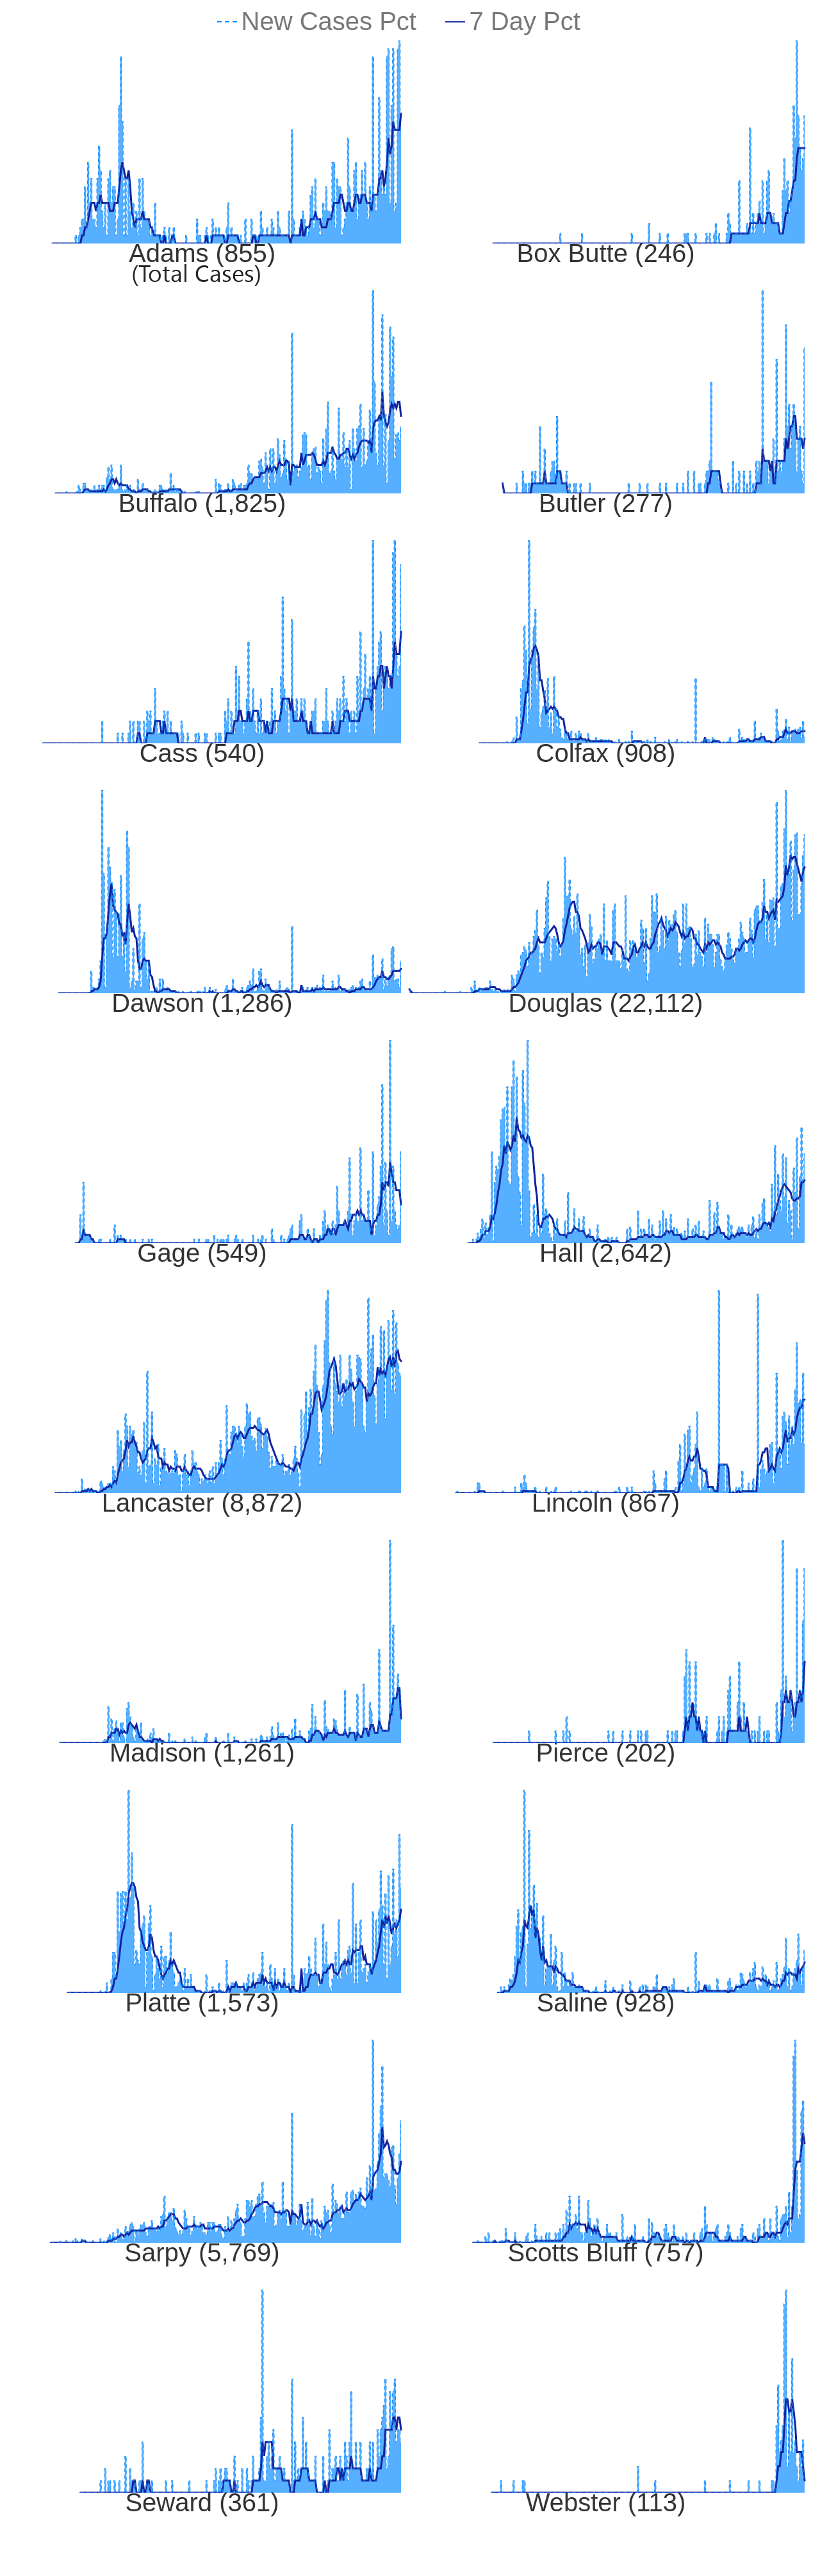 New Cases Pct 7 Day Pct
Adams (855) Box Butte (246)
(Total Cases)
Buffalo (1,825) Butler (277)
Cass (540) Colfax (908)
Dawson (1,286) Douglas (22,112)
Gage (549) Hall (2,642)
Lancaster (8,872) Lincoln (867)
Madison (1,261) Pierce (202)
Platte (1,573) Saline (928)
Sarpy (5,769) Scotts Bluff (757)
Seward (361) Webster (113)